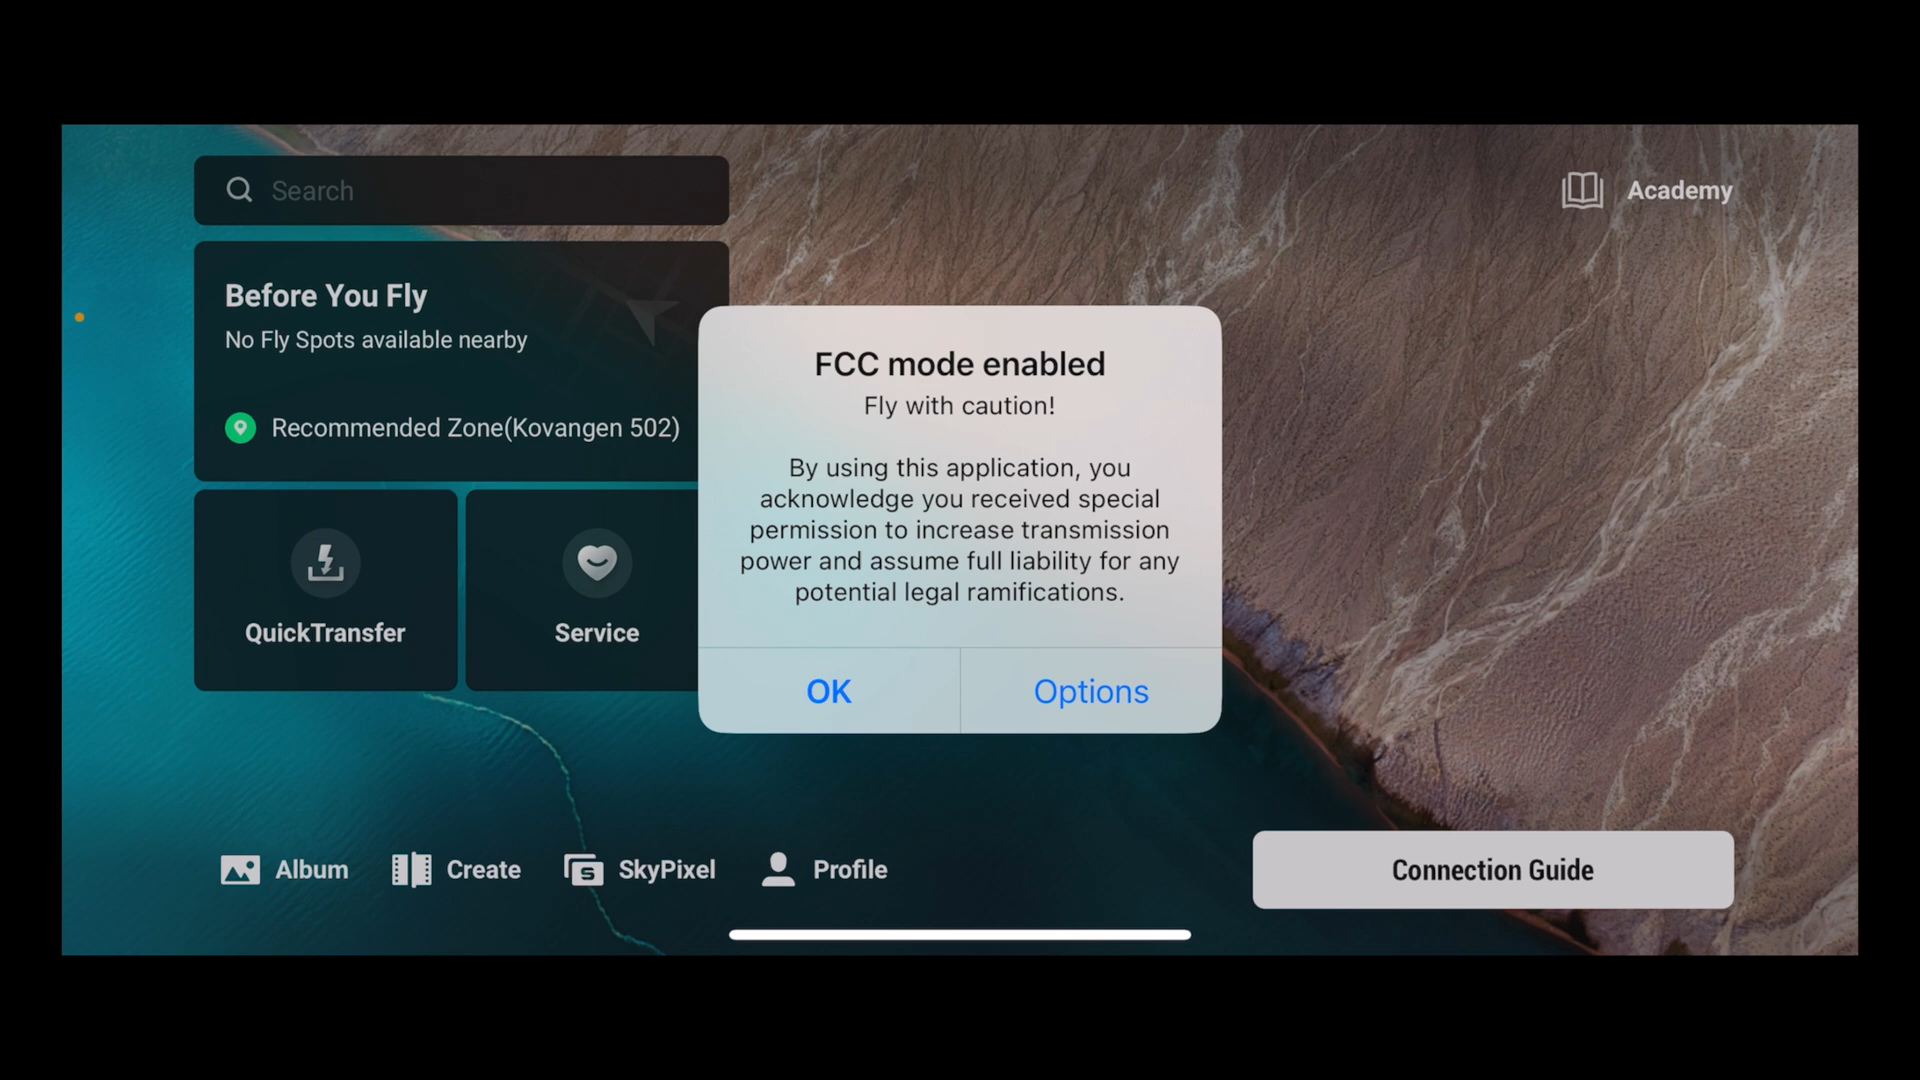 Search
Academy
Before You Fly
No Fly Spots available nearby
Recommended Zone(Kovangen 502)
QuickTransfer
Service
FCC mode enabled
Fly with caution!
By using this application, you
acknowledge you received special
permission to increase transmission
power and assume full liability for any
potential legal ramifications.
OK
Options
Album
Create
S
SkyPixel
Profile
Connection Guide